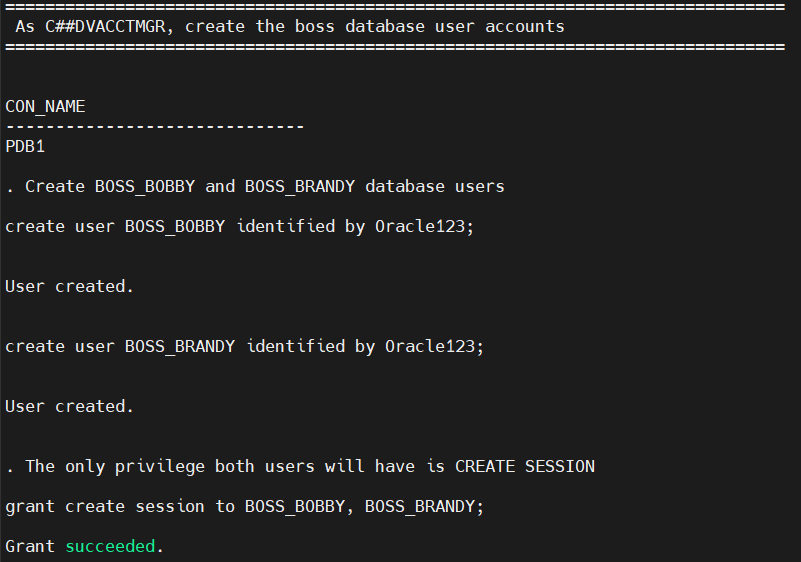 ==============================================================================
As C##DVACCTMGR, create the boss database user accounts
==============================================================================
CON_NAME
------------------------------
PDB1
. Create BOSS_BOBBY and BOSS_BRANDY database users
create user BOSS_BOBBY identified by Oracle123;
User created.
create user BOSS_BRANDY identified by Oracle123;
User created.
. The only privilege both users will have is CREATE SESSION
grant create session to BOSS_BOBBY, BOSS_BRANDY;
Grant succeeded.